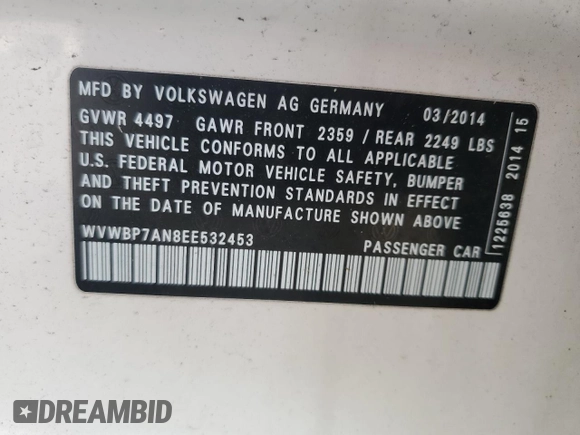 MFD BY VOLKSWAGEN AG GERMANY 03/2014
GVWR 4497 GAWR FRONT 2359 / REAR 2249 LBS
THIS VEHICLE CONFORMS TO ALL APPLICABLE
U.S. FEDERAL MOTOR VEHICLE SAFETY, BUMPER
AND THEFT PREVENTION STANDARDS IN EFFECT
ON THE DATE OF MANUFACTURE SHOWN ABOVE
WVWBP7AN8EE532453 PASSENGER CAR
1225638 2014 15
DREAMBID